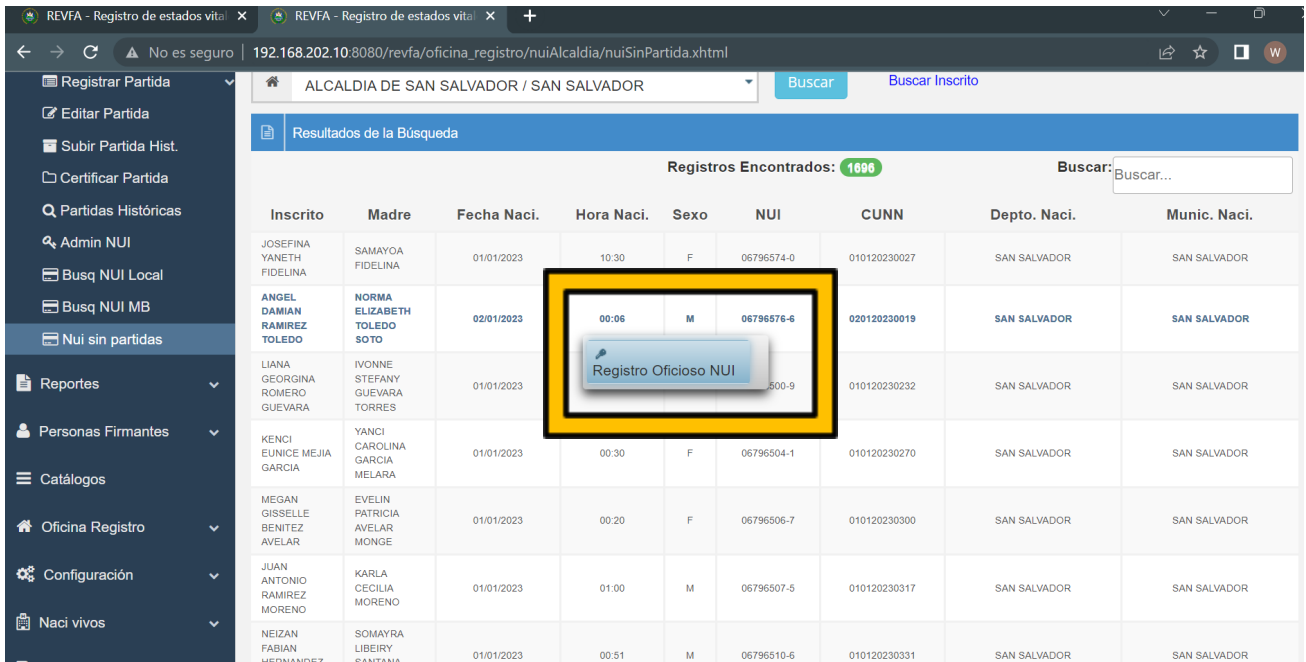 REVFA - Registro de estados vital
REVFA - Registro de estados vital
No es seguro | 192.168.202.10:8080/revfa/oficina_registro/nuiAlcaldia/nuiSinPartida.xhtml
W
Registrar Partida
Editar Partida
Subir Partida Hist.
Certificar Partida
Partidas Históricas
Admin NUI
Busq NUI Local
Busq NUI MB
Nui sin partidas
Reportes
Personas Firmantes
Catálogos
Oficina Registro
Configuración
Naci vivos
ALCALDIA DE SAN SALVADOR / SAN SALVADOR
Buscar
Buscar Inscrito
Resultados de la Búsqueda
Registros Encontrados: 1696
Buscar: Buscar...
Inscrito Madre Fecha Naci. Hora Naci. Sexo NUI CUNN Depto. Naci. Munic. Naci.
JOSEFINA YANETH FIDELINA SAMAYOA FIDELINA 01/01/2023 10:30 F 06796574-0 010120230027 SAN SALVADOR SAN SALVADOR
ANGEL DAMIAN RAMIREZ TOLEDO NORMA ELIZABETH TOLEDO SOTO 02/01/2023 00:06 M 06796576-6 020120230019 SAN SALVADOR SAN SALVADOR
Registro Oficioso NUI
LIANA GEORGINA ROMERO GUEVARA IVONNE STEFANY GUEVARA TORRES 01/01/2023 500-9 010120230232 SAN SALVADOR SAN SALVADOR
KENCI EUNICE MEJIA GARCIA YANCI CAROLINA GARCIA MELARA 01/01/2023 00:30 F 06796504-1 010120230270 SAN SALVADOR SAN SALVADOR
MEGAN GISSELLE BENITEZ AVELAR EVELIN PATRICIA AVELAR MONGE 01/01/2023 00:20 F 06796506-7 010120230300 SAN SALVADOR SAN SALVADOR
JUAN ANTONIO RAMIREZ MORENO KARLA CECILIA MORENO 01/01/2023 01:00 M 06796507-5 010120230317 SAN SALVADOR SAN SALVADOR
NEIZAN FABIAN HERNANDEZ SOMAYRA LIBEIRY SANTANA 01/01/2023 00:51 M 06796510-6 010120230331 SAN SALVADOR SAN SALVADOR